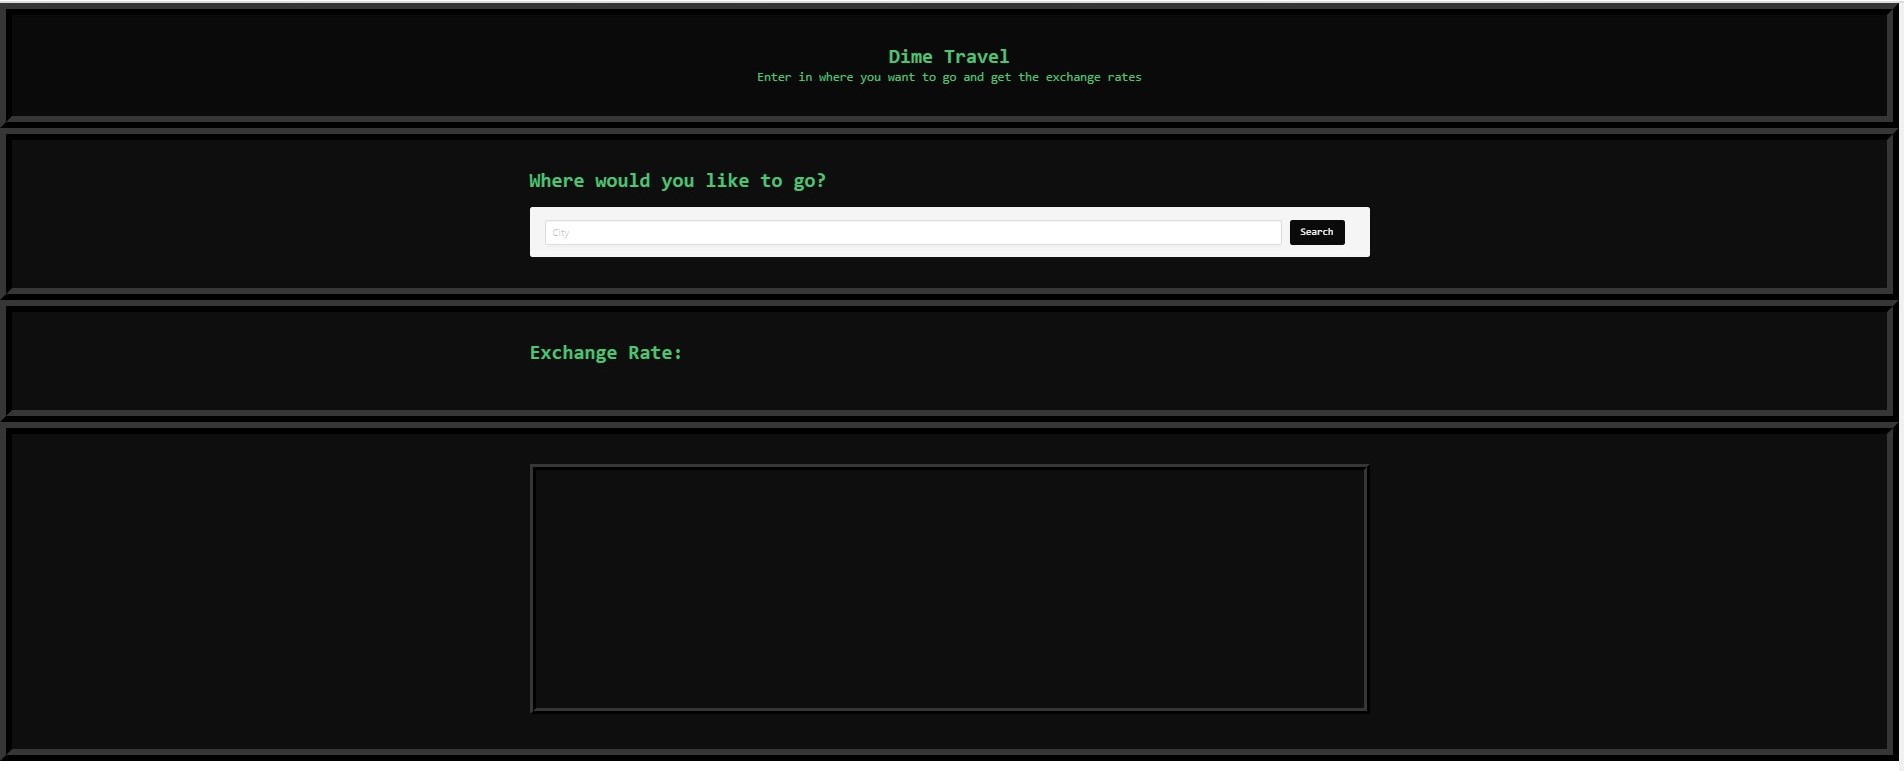 Dime Travel
Enter in where you want to go and get the exchange rates
Where would you like to go?
City
Search
Exchange Rate: